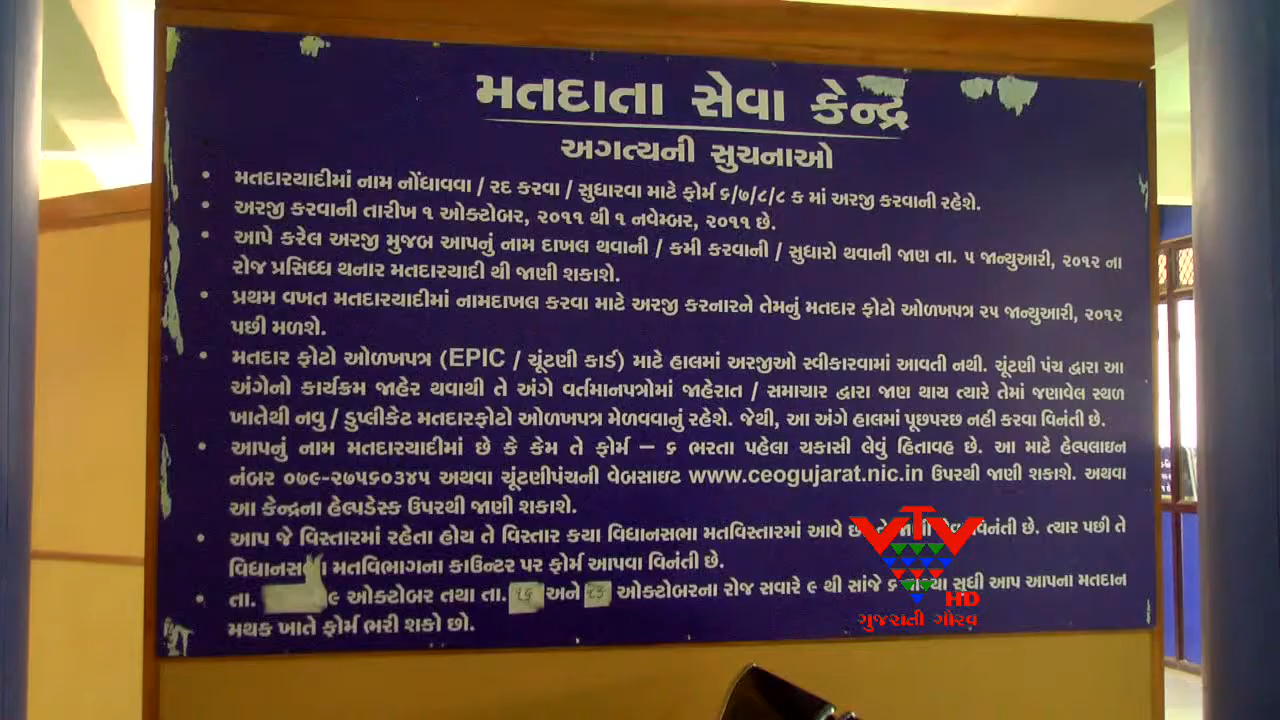 મતદાતા સેવા કેન્દ્ર
અગત્યની સુચનાઓ
• મતદારયાદીમાં નામ નોંધાવવા / રદ કરવા / સુધારવા માટે ફોર્મ ૬/૭/૮/૮ ક માં અરજી કરવાની રહેશે.
• અરજી કરવાની તારીખ ૧ ઓક્ટોબર, ૨૦૧૧ થી ૧ નવેમ્બર, ૨૦૧૧ છે.
• આપે કરેલ અરજી મુજબ આપનું નામ દાખલ થવાની / કમી કરવાની / સુધારો થવાની જાણ તા. ૫ જાન્યુઆરી, ૨૦૧૨ ના
રોજ પ્રસિધ્ધ થનાર મતદારયાદી થી જાણી શકાશે.
• પ્રથમ વખત મતદારયાદીમાં નામદાખલ કરવા માટે અરજી કરનારને તેમનું મતદાર ફોટો ઓળખપત્ર ૨૫ જાન્યુઆરી, ૨૦૧૨
પછી મળશે.
• મતદાર ફોટો ઓળખપત્ર (EPIC / ચૂંટણી કાર્ડ) માટે હાલમાં અરજીઓ સ્વીકારવામાં આવતી નથી. ચૂંટણી પંચ દ્વારા આ
અંગેનો કાર્યક્રમ જાહેર થવાથી તે અંગે વર્તમાનપત્રોમાં જાહેરાત / સમાચાર દ્વારા જાણ થાય ત્યારે તેમાં જણાવેલ સ્થળ
ખાતેથી નવુ / ડુપ્લીકેટ મતદારફોટો ઓળખપત્ર મેળવવાનું રહેશે. જેથી, આ અંગે હાલમાં પૂછપરછ નહી કરવા વિનંતી છે.
• આપનું નામ મતદારયાદીમાં છે કે કેમ તે ફોર્મ – ૬ ભરતા પહેલા ચકાસી લેવું હિતાવહ છે. આ માટે હેલ્પલાઇન
નંબર ૦૭૯-૨૭૫૬૦૩૪૫ અથવા ચૂંટણીપંચની વેબસાઇટ www.ceogujarat.nic.in ઉપરથી જાણી શકાશે. અથવા
આ કેન્દ્રના હેલ્પડેસ્ક ઉપરથી જાણી શકાશે.
• આપ જે વિસ્તારમાં રહેતા હોય તે વિસ્તાર કયા વિધાનસભા મતવિસ્તારમાં આવે છે વિનંતી છે. ત્યાર પછી તે
વિધાનસભા મતવિભાગના કાઉન્ટર પર ફોર્મ આપવા વિનંતી છે.
• તા. ૯ ઓક્ટોબર તથા તા. ૧૬ અને ઓક્ટોબરના રોજ સવારે ૯ થી સાંજે ૬ સુધી આપ આપના મતદાન
મથક ખાતે ફોર્મ ભરી શકો છો.
VTV
HD
ગુજરાતી ગૌરવ